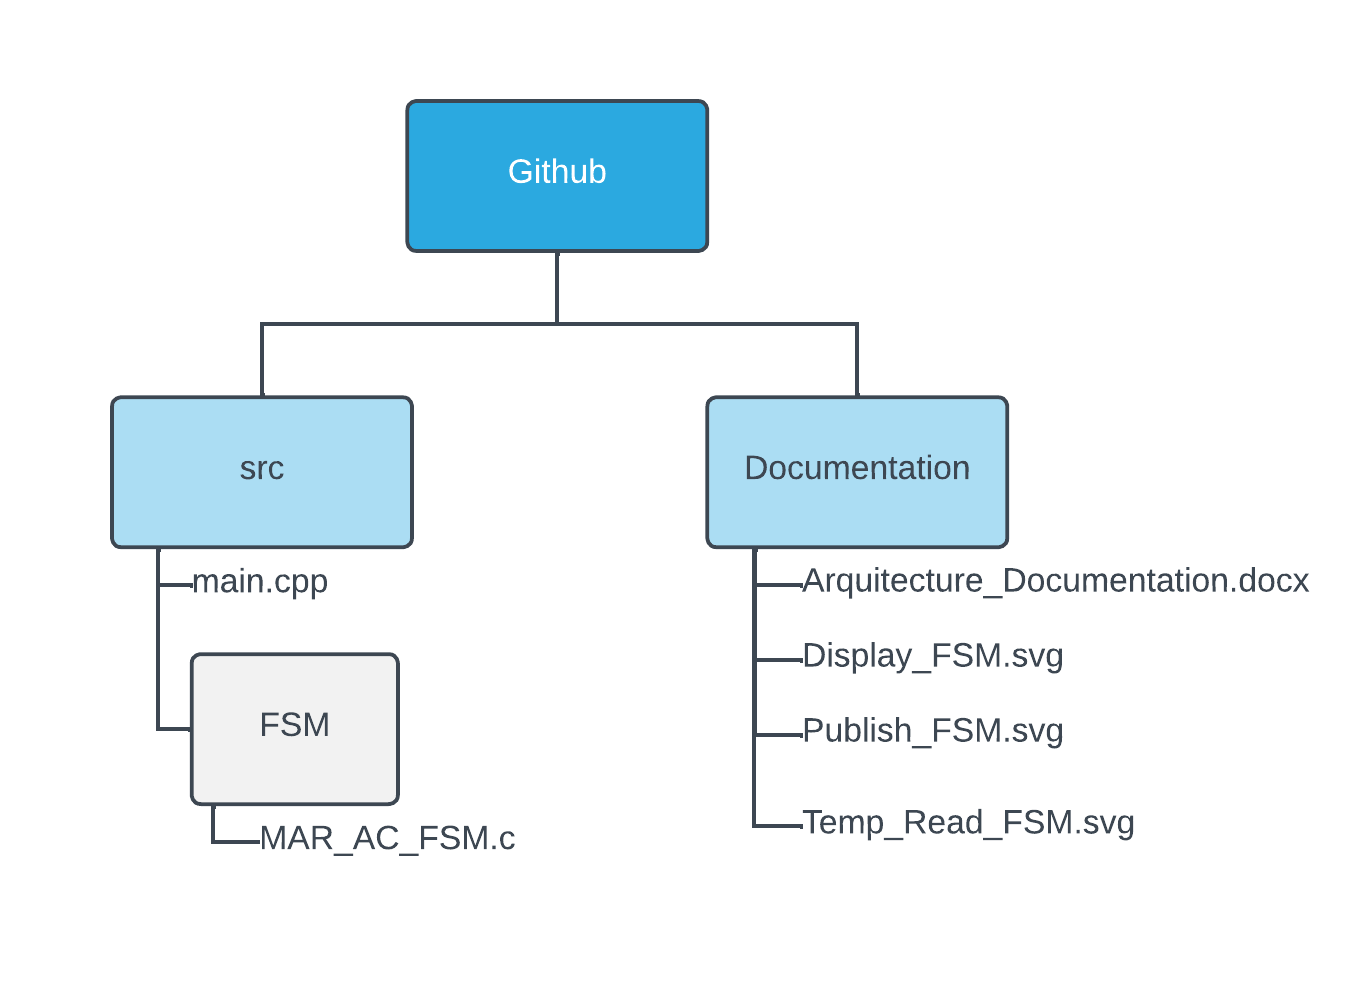 Github
src
Documentation
main.cpp
FSM
MAR_AC_FSM.c
Arquitecture_Documentation.docx
Display_FSM.svg
Publish_FSM.svg
Temp_Read_FSM.svg